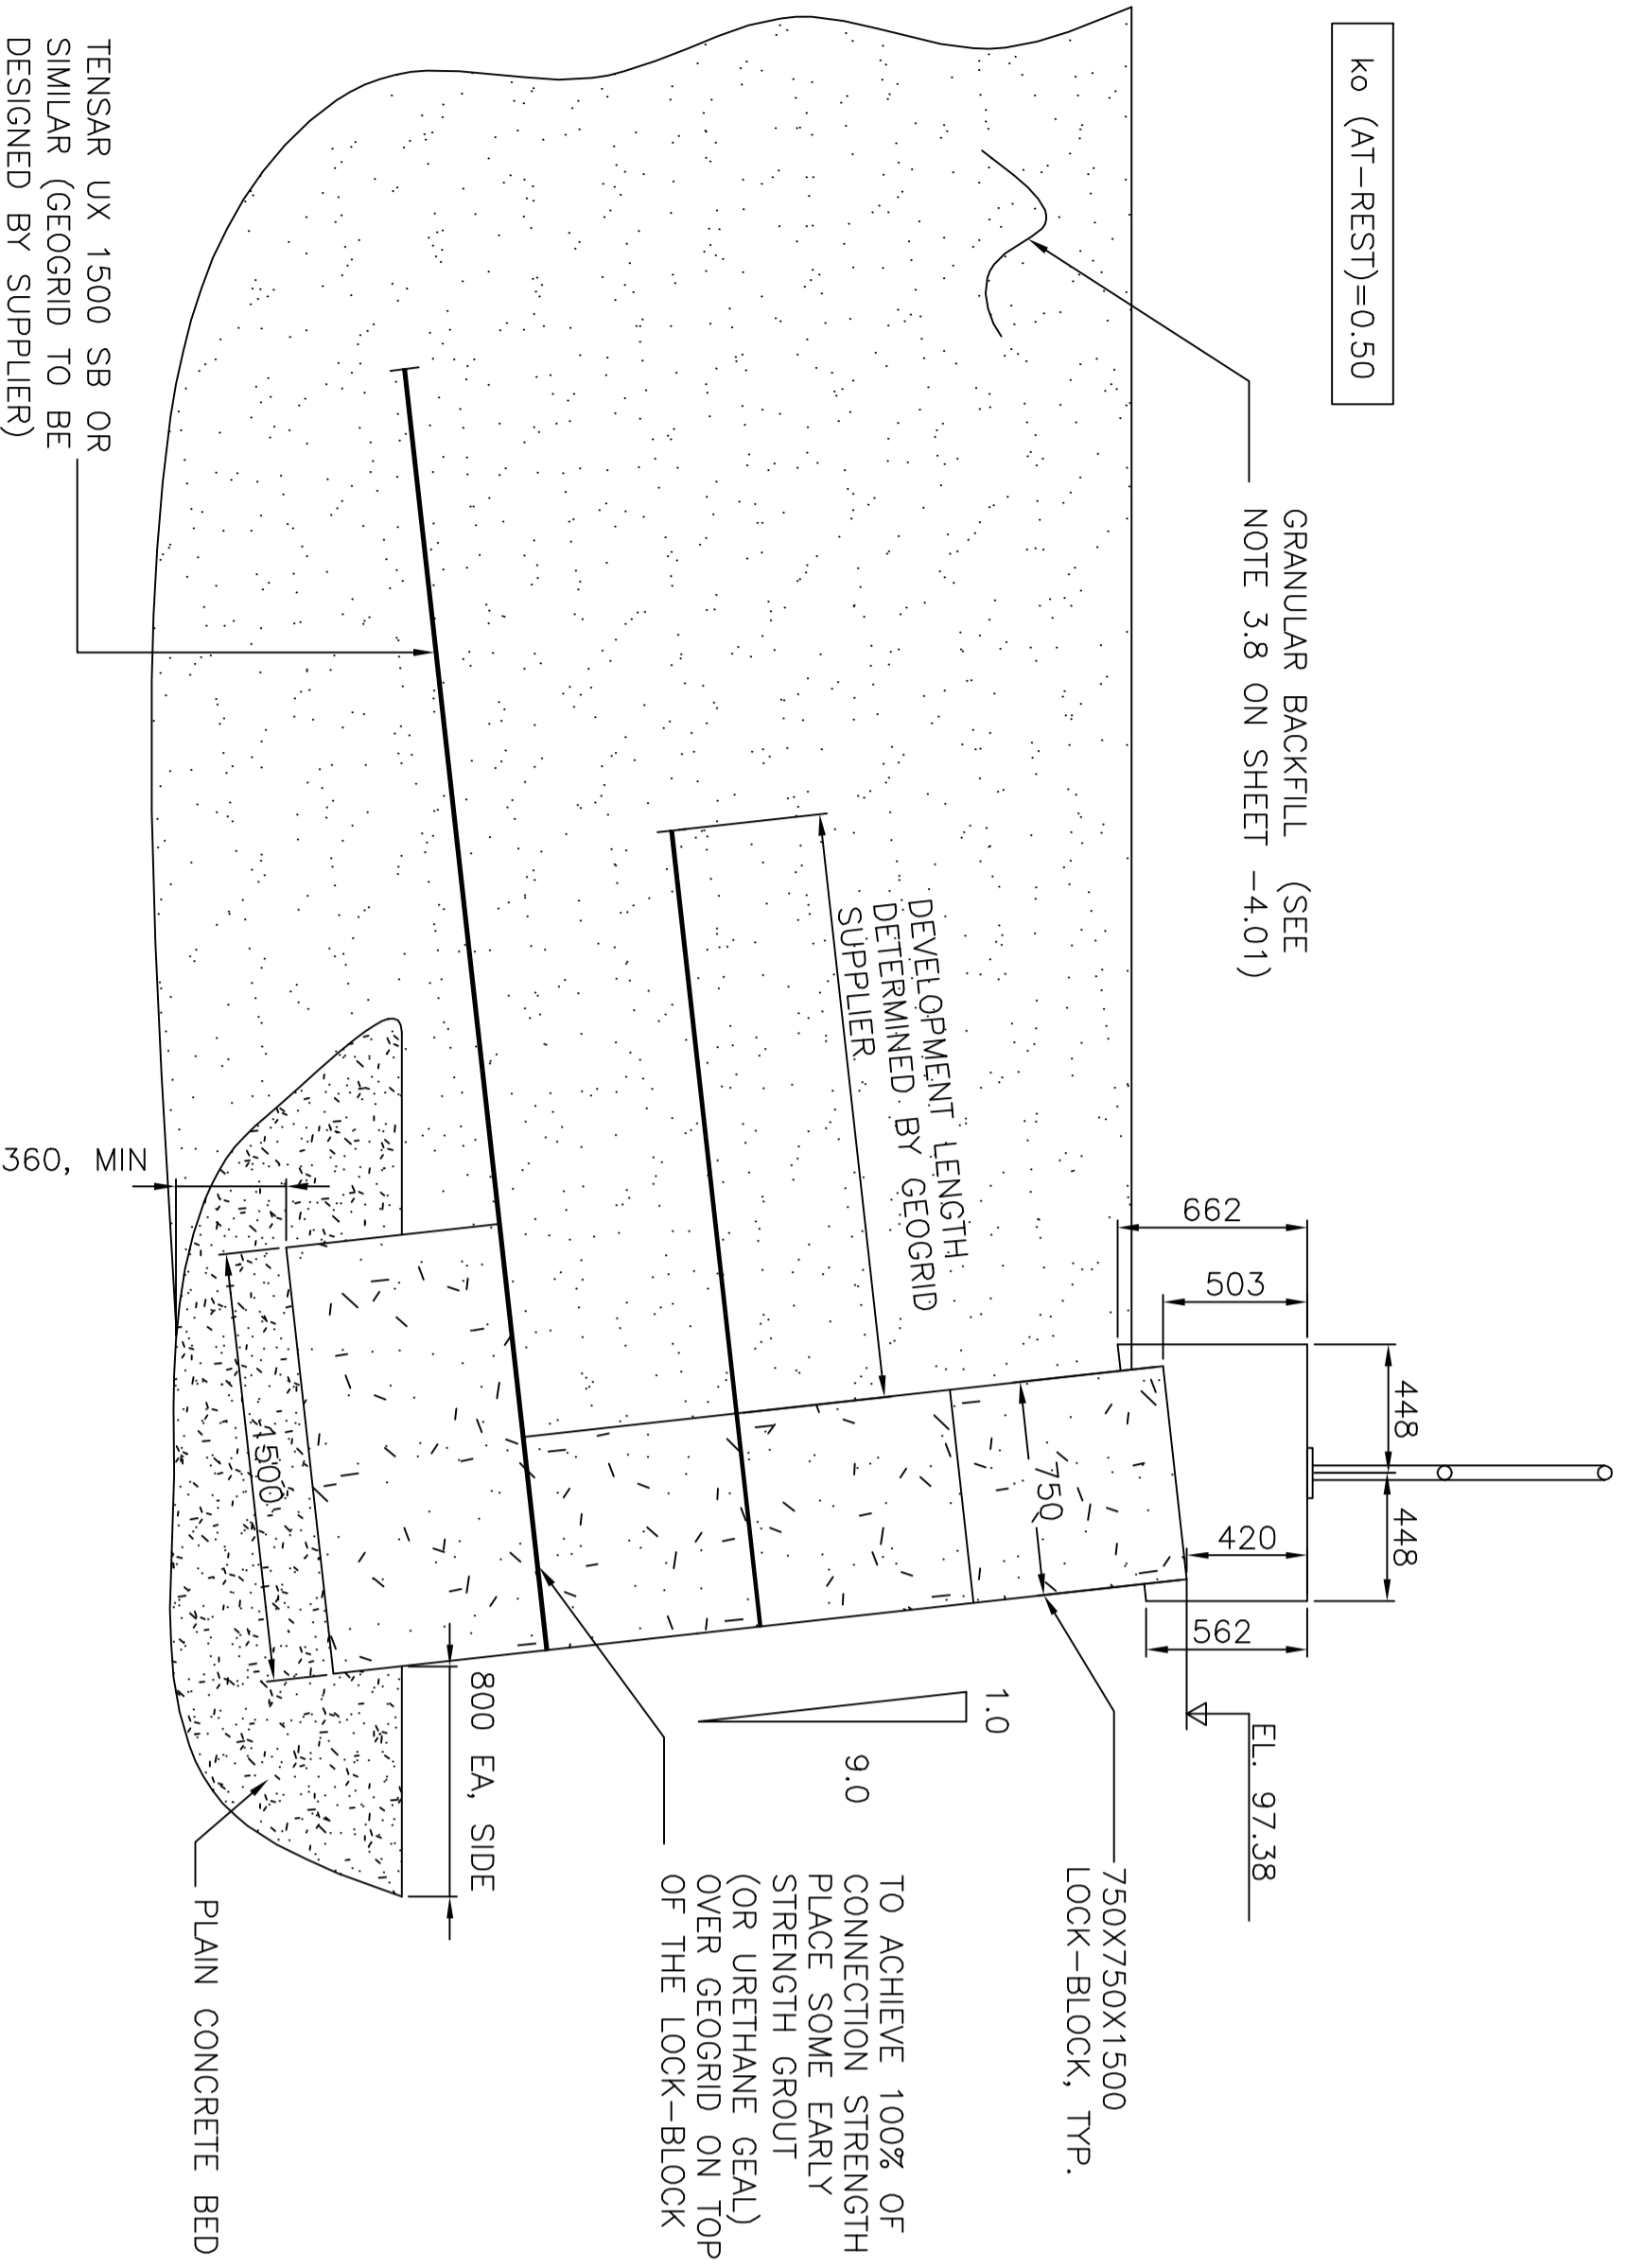 ko (AT-REST)=0.50
GRANULAR BACKFILL (SEE
NOTE 3.8 ON SHEET -4.01)
662
503
448
448
420
562
EL. 97.38
750X750X1500
LOCK-BLOCK, TYP.
750
1.0
9.0
DEVELOPMENT LENGTH
DETERMINED BY GEOGRID
SUPPLIER
TO ACHIEVE 100% OF
CONNECTION STRENGTH
PLACE SOME EARLY
STRENGTH GROUT
(OR URETHANE GEAL)
OVER GEOGRID ON TOP
OF THE LOCK-BLOCK
800 EA, SIDE
1500
360, MIN
PLAIN CONCRETE BED
TENSAR UX 1500 SB OR
SIMILAR (GEOGRID TO BE
DESIGNED BY SUPPLIER)